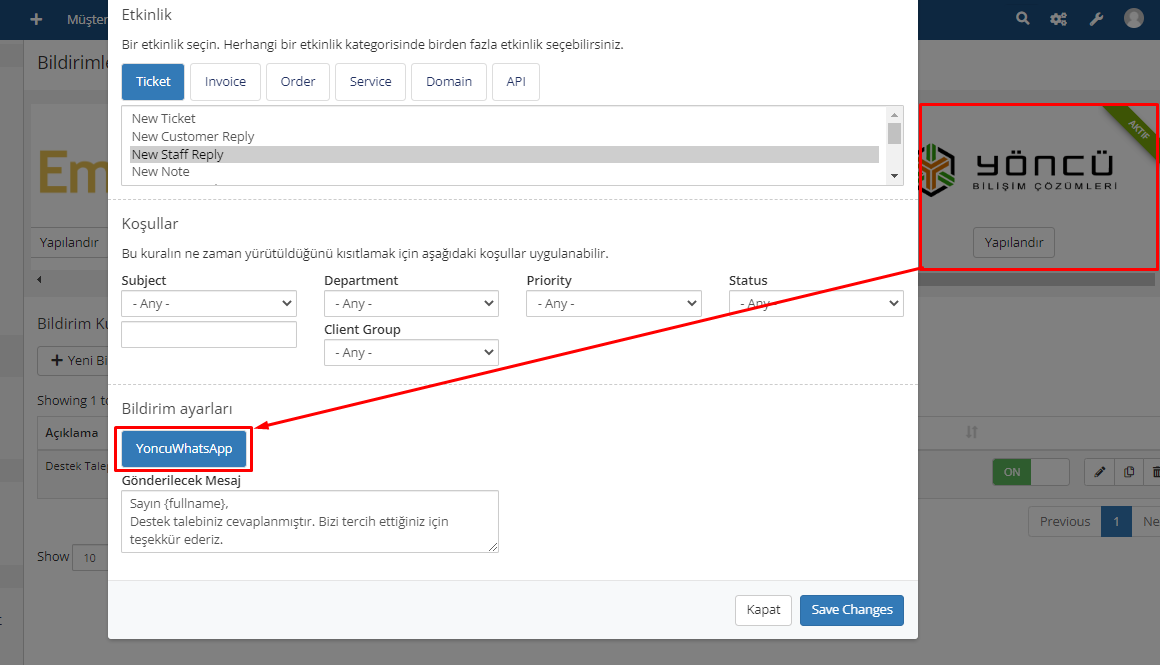 Müşter
Etkinlik
Bir etkinlik seçin. Herhangi bir etkinlik kategorisinde birden fazla etkinlik seçebilirsiniz.
Ticket
Invoice
Order
Service
Domain
API
New Ticket
New Customer Reply
New Staff Reply
New Note
Bildirimle
Em
Yapılandır
AKTİF
YÖNCÜ
BİLİŞİM ÇÖZÜMLERİ
Yapılandır
Koşullar
Bu kuralın ne zaman yürütüldüğünü kısıtlamak için aşağıdaki koşullar uygulanabilir.
Subject
Department
Priority
Status
- Any -
- Any -
- Any -
- Any -
Client Group
- Any -
Bildirim Ku
Yeni Bi
Showing 1 to
Açıklama
Destek Talep
Show
10
Bildirim ayarları
YoncuWhatsApp
Gönderilecek Mesaj
Sayın {fullname},
Destek talebiniz cevaplanmıştır. Bizi tercih ettiğiniz için
teşekkür ederiz.
ON
Previous
1
Ne
Kapat
Save Changes